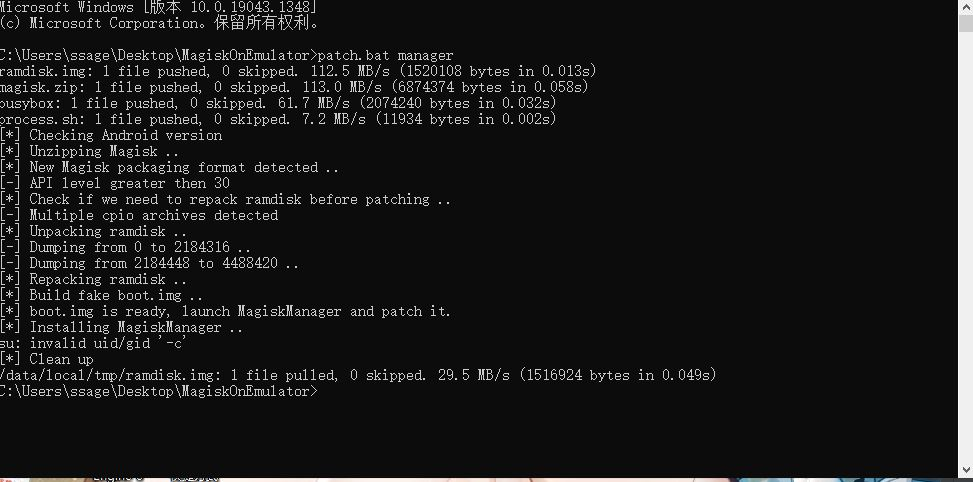 Microsoft Windows [版本 10.0.19043.1348]
(c) Microsoft Corporation。保留所有权利。
C:\Users\ssage\Desktop\MagiskOnEmulator>patch.bat manager
ramdisk.img: 1 file pushed, 0 skipped. 112.5 MB/s (1520108 bytes in 0.013s)
magisk.zip: 1 file pushed, 0 skipped. 113.0 MB/s (6874374 bytes in 0.058s)
busybox: 1 file pushed, 0 skipped. 61.7 MB/s (2074240 bytes in 0.032s)
process.sh: 1 file pushed, 0 skipped. 7.2 MB/s (11934 bytes in 0.002s)
[*] Checking Android version
[*] Unzipping Magisk ..
[*] New Magisk packaging format detected ..
[-] API level greater then 30
[*] Check if we need to repack ramdisk before patching ..
[-] Multiple cpio archives detected
[*] Unpacking ramdisk ..
[-] Dumping from 0 to 2184316 ..
[-] Dumping from 2184448 to 4488420 ..
[*] Repacking ramdisk ..
[*] Build fake boot.img ..
[*] boot.img is ready, launch MagiskManager and patch it.
[*] Installing MagiskManager ..
su: invalid uid/gid '-c'
[*] Clean up
/data/local/tmp/ramdisk.img: 1 file pulled, 0 skipped. 29.5 MB/s (1516924 bytes in 0.049s)
C:\Users\ssage\Desktop\MagiskOnEmulator>